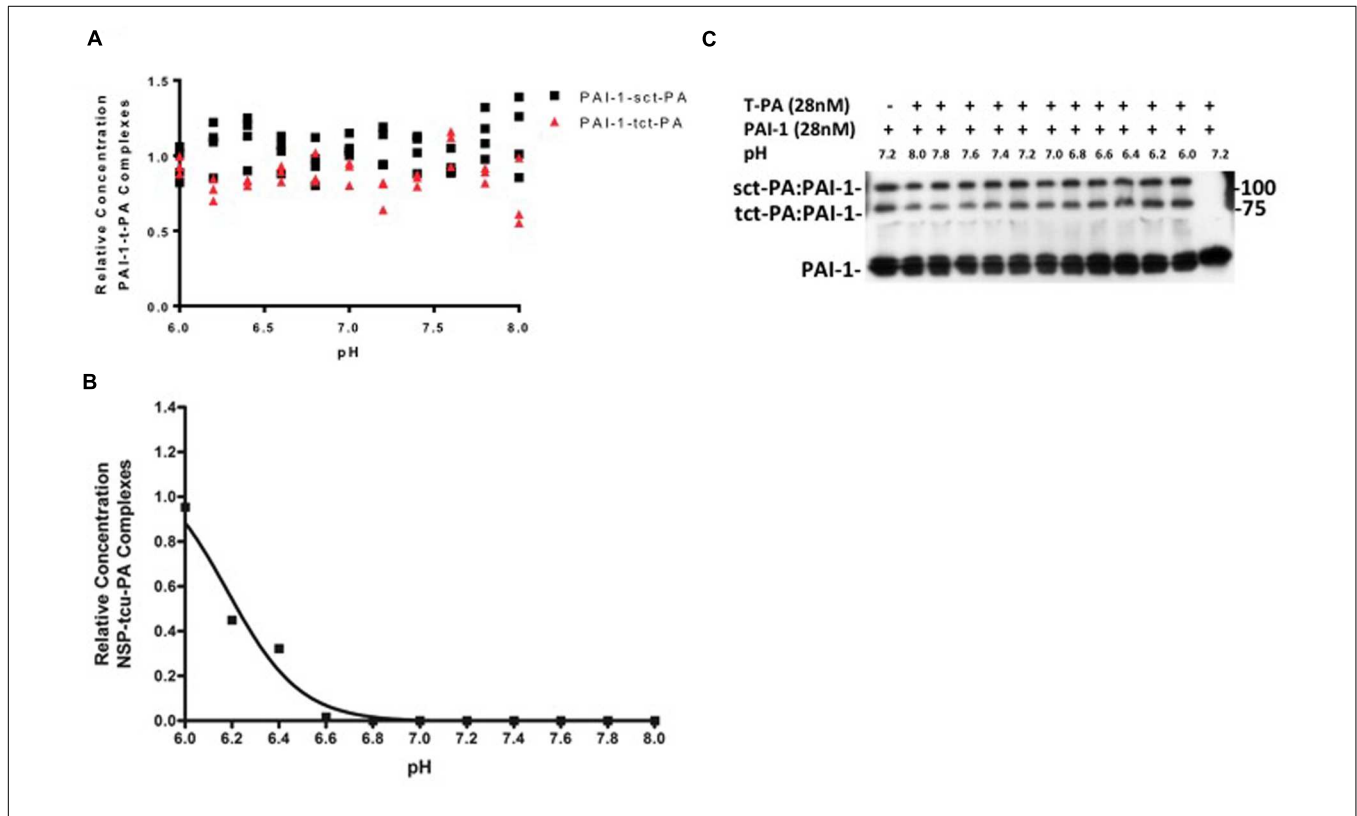 A
Relative Concentration
PAI-1-t-PA Complexes
1.5
1.0
0.5
0.0
6.0 6.5 7.0 7.5 8.0
pH
PAI-1-sct-PA
PAI-1-tct-PA
B
Relative Concentration
NSP-tcu-PA Complexes
1.4
1.2
1.0
0.8
0.6
0.4
0.2
0.0
6.0 6.2 6.4 6.6 6.8 7.0 7.2 7.4 7.6 7.8 8.0
pH
C
T-PA (28nM) - + + + + + + + + + + + +
PAI-1 (28nM) + + + + + + + + + + + + +
pH 7.2 8.0 7.8 7.6 7.4 7.2 7.0 6.8 6.6 6.4 6.2 6.0 7.2
sct-PA:PAI-1- -100
tct-PA:PAI-1- -75
PAI-1-